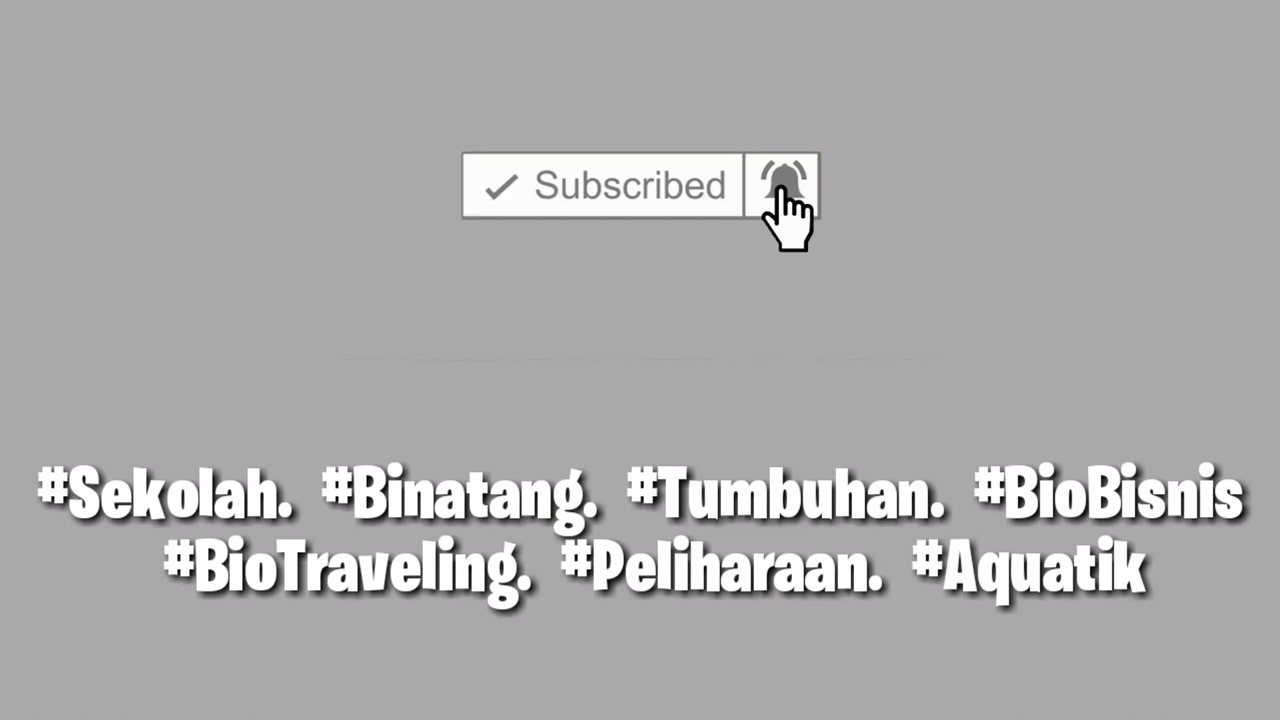 Subscribed
#Sekolah. #Binatang. #Tumbuhan. #BioBisnis
#BioTraveling. #Peliharaan. #Aquatik